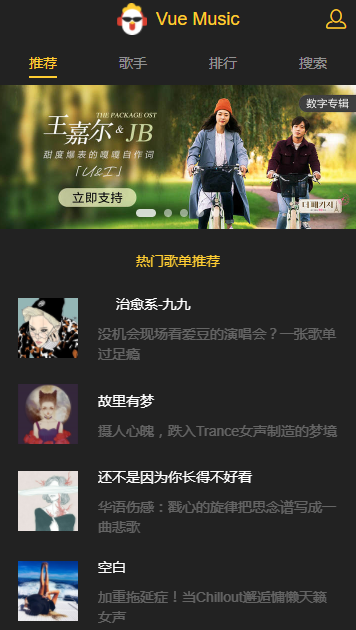 Vue Music
推荐
歌手
排行
搜索
数字专辑
THE PACKAGE OST
王嘉尔&JB
甜度爆表的嘎嘎自作词
「U&I」
立即支持
더패키지
热门歌单推荐
治愈系-九九
没机会现场看爱豆的演唱会？一张歌单
过足瘾
故里有梦
摄人心魄，跌入Trance女声制造的梦境
还不是因为你长得不好看
华语伤感：戳心的旋律把思念谱写成一
曲悲歌
空白
加重拖延症！当Chillout邂逅慵懒天籁
女声